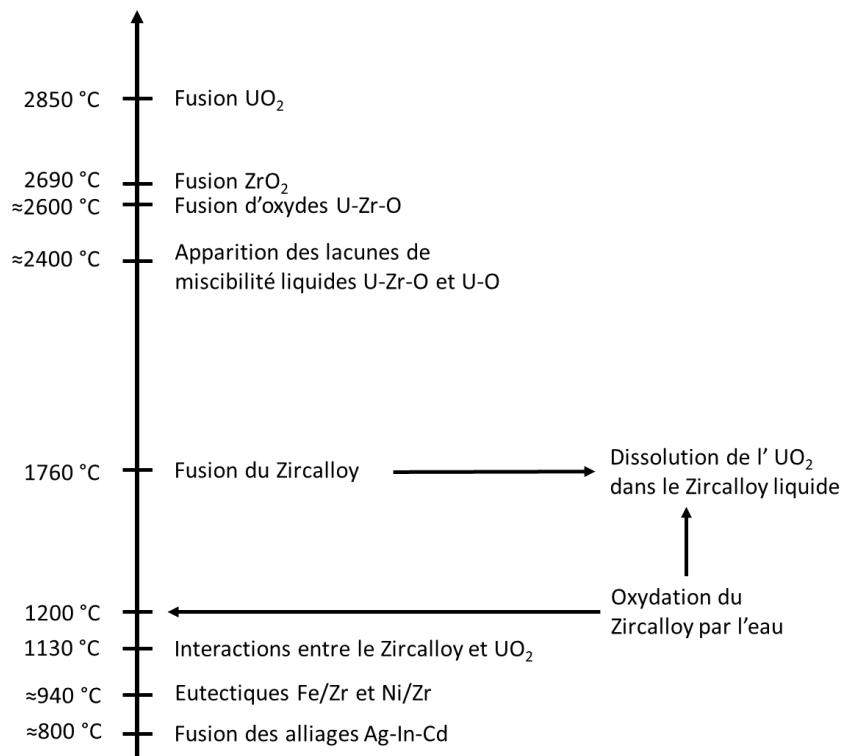 2850 °C Fusion UO₂
2690 °C Fusion ZrO₂
≈2600 °C Fusion d'oxydes U-Zr-O
≈2400 °C Apparition des lacunes de
miscibilité liquides U-Zr-O et U-O
1760 °C Fusion du Zircalloy
Dissolution de l' UO₂
dans le Zircalloy liquide
1200 °C
Oxydation du
Zircalloy par l'eau
1130 °C Interactions entre le Zircalloy et UO₂
≈940 °C Eutectiques Fe/Zr et Ni/Zr
≈800 °C Fusion des alliages Ag-In-Cd